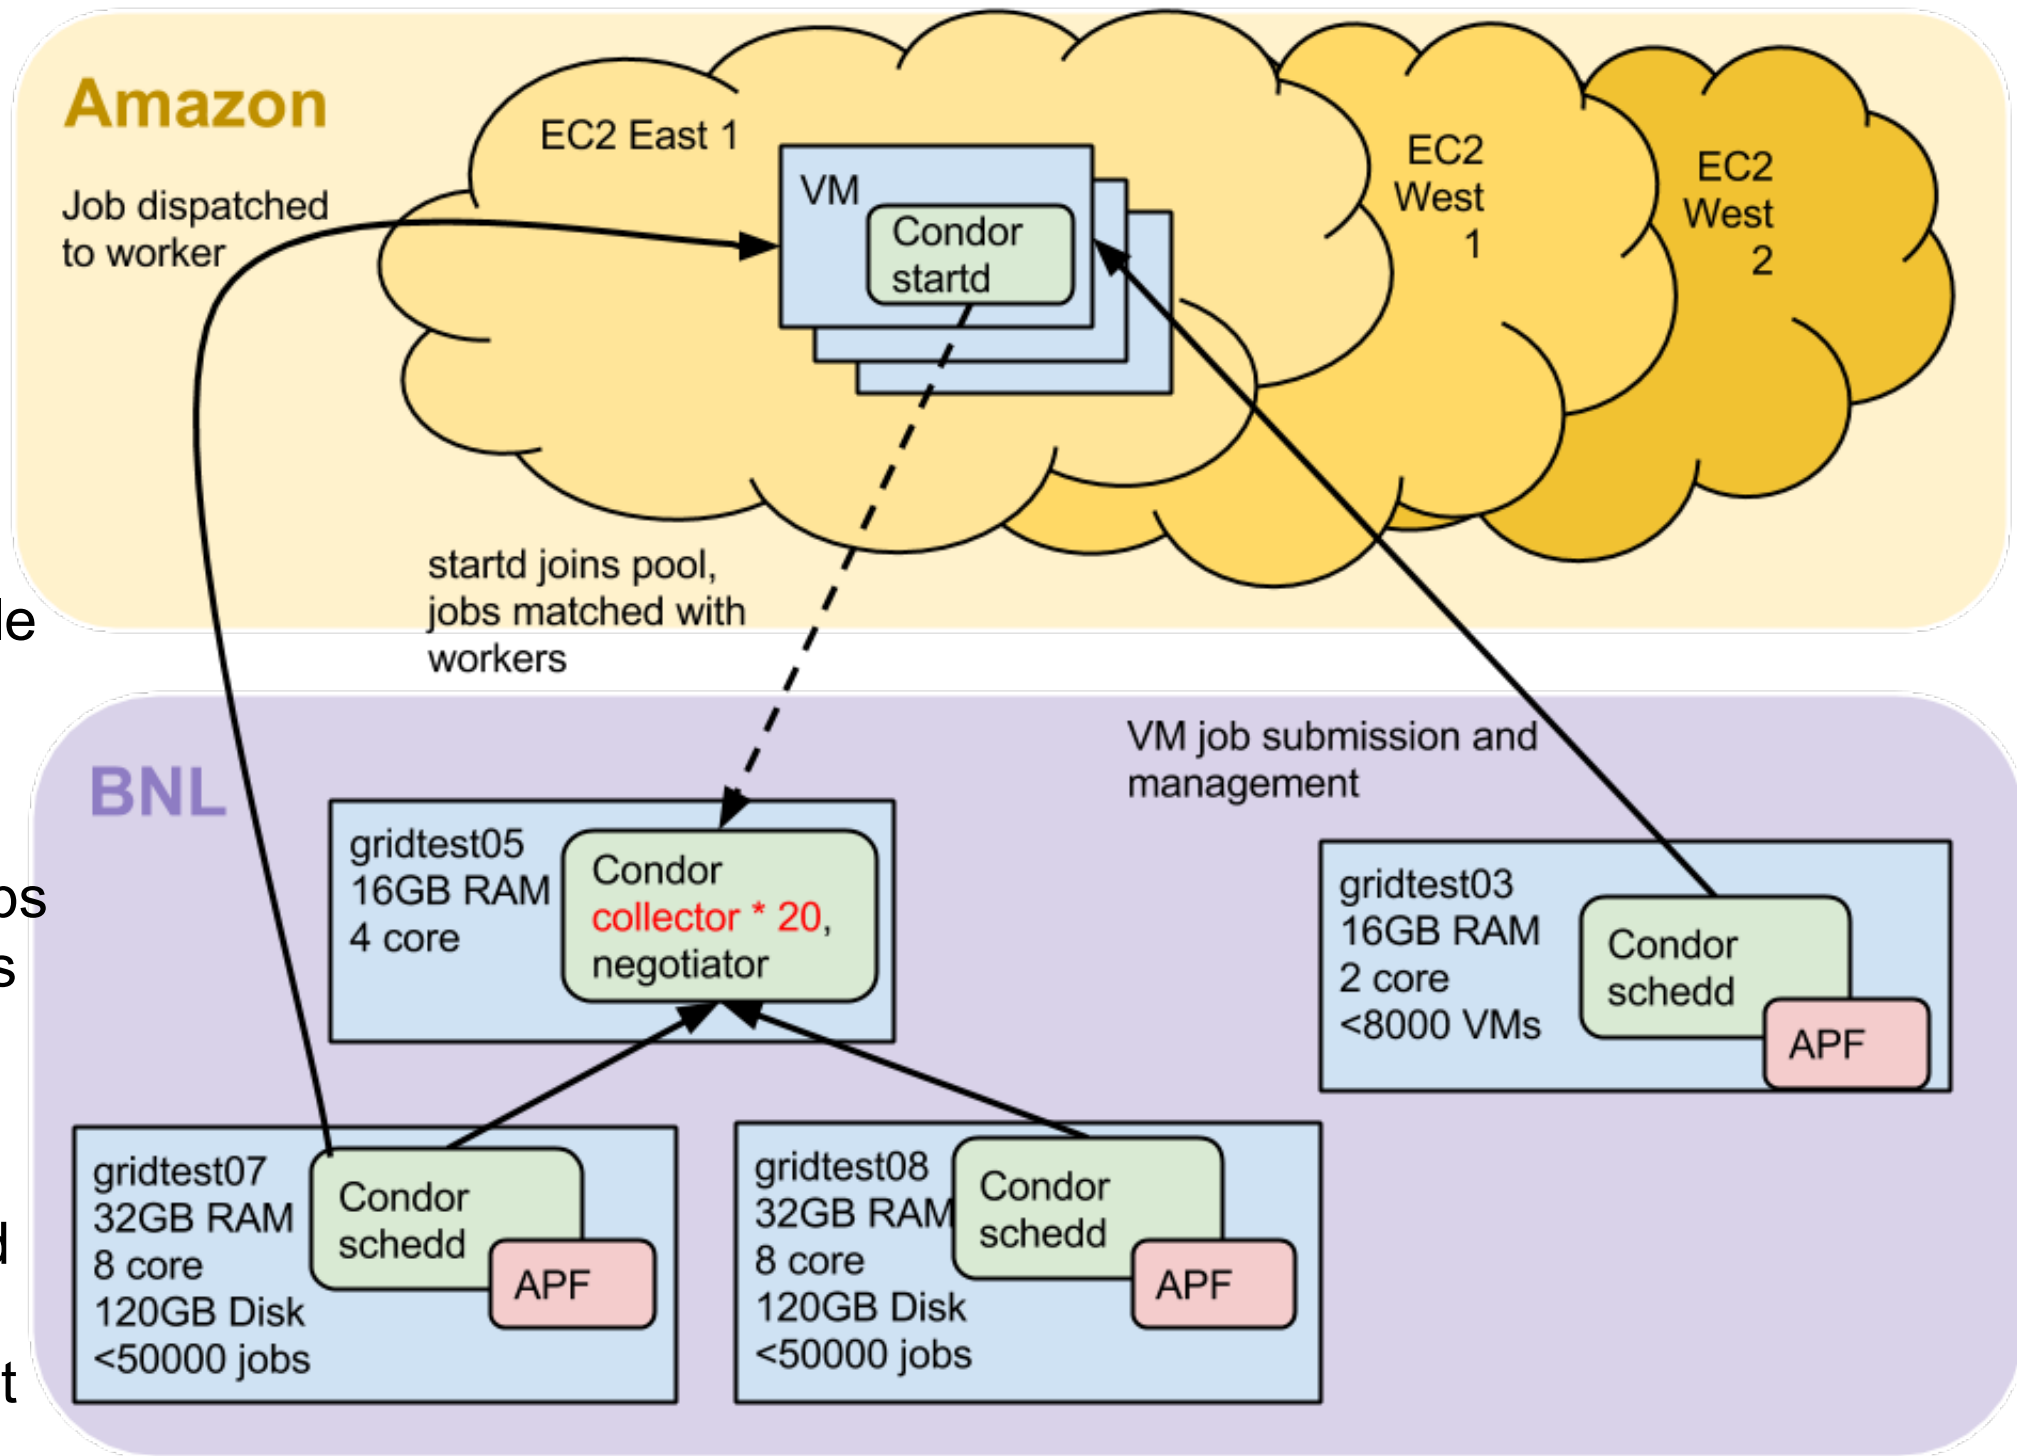 Amazon
EC2 East 1
EC2
West
1
EC2
West
2
VM
Condor
startd
Job dispatched
to worker
startd joins pool,
jobs matched with
workers
BNL
VM job submission and
management
gridtest05
16GB RAM
4 core
Condor
collector * 20,
negotiator
gridtest03
16GB RAM
2 core
<8000 VMs
Condor
schedd
APF
gridtest07
32GB RAM
8 core
120GB Disk
<50000 jobs
Condor
schedd
APF
gridtest08
32GB RAM
8 core
120GB Disk
<50000 jobs
Condor
schedd
APF